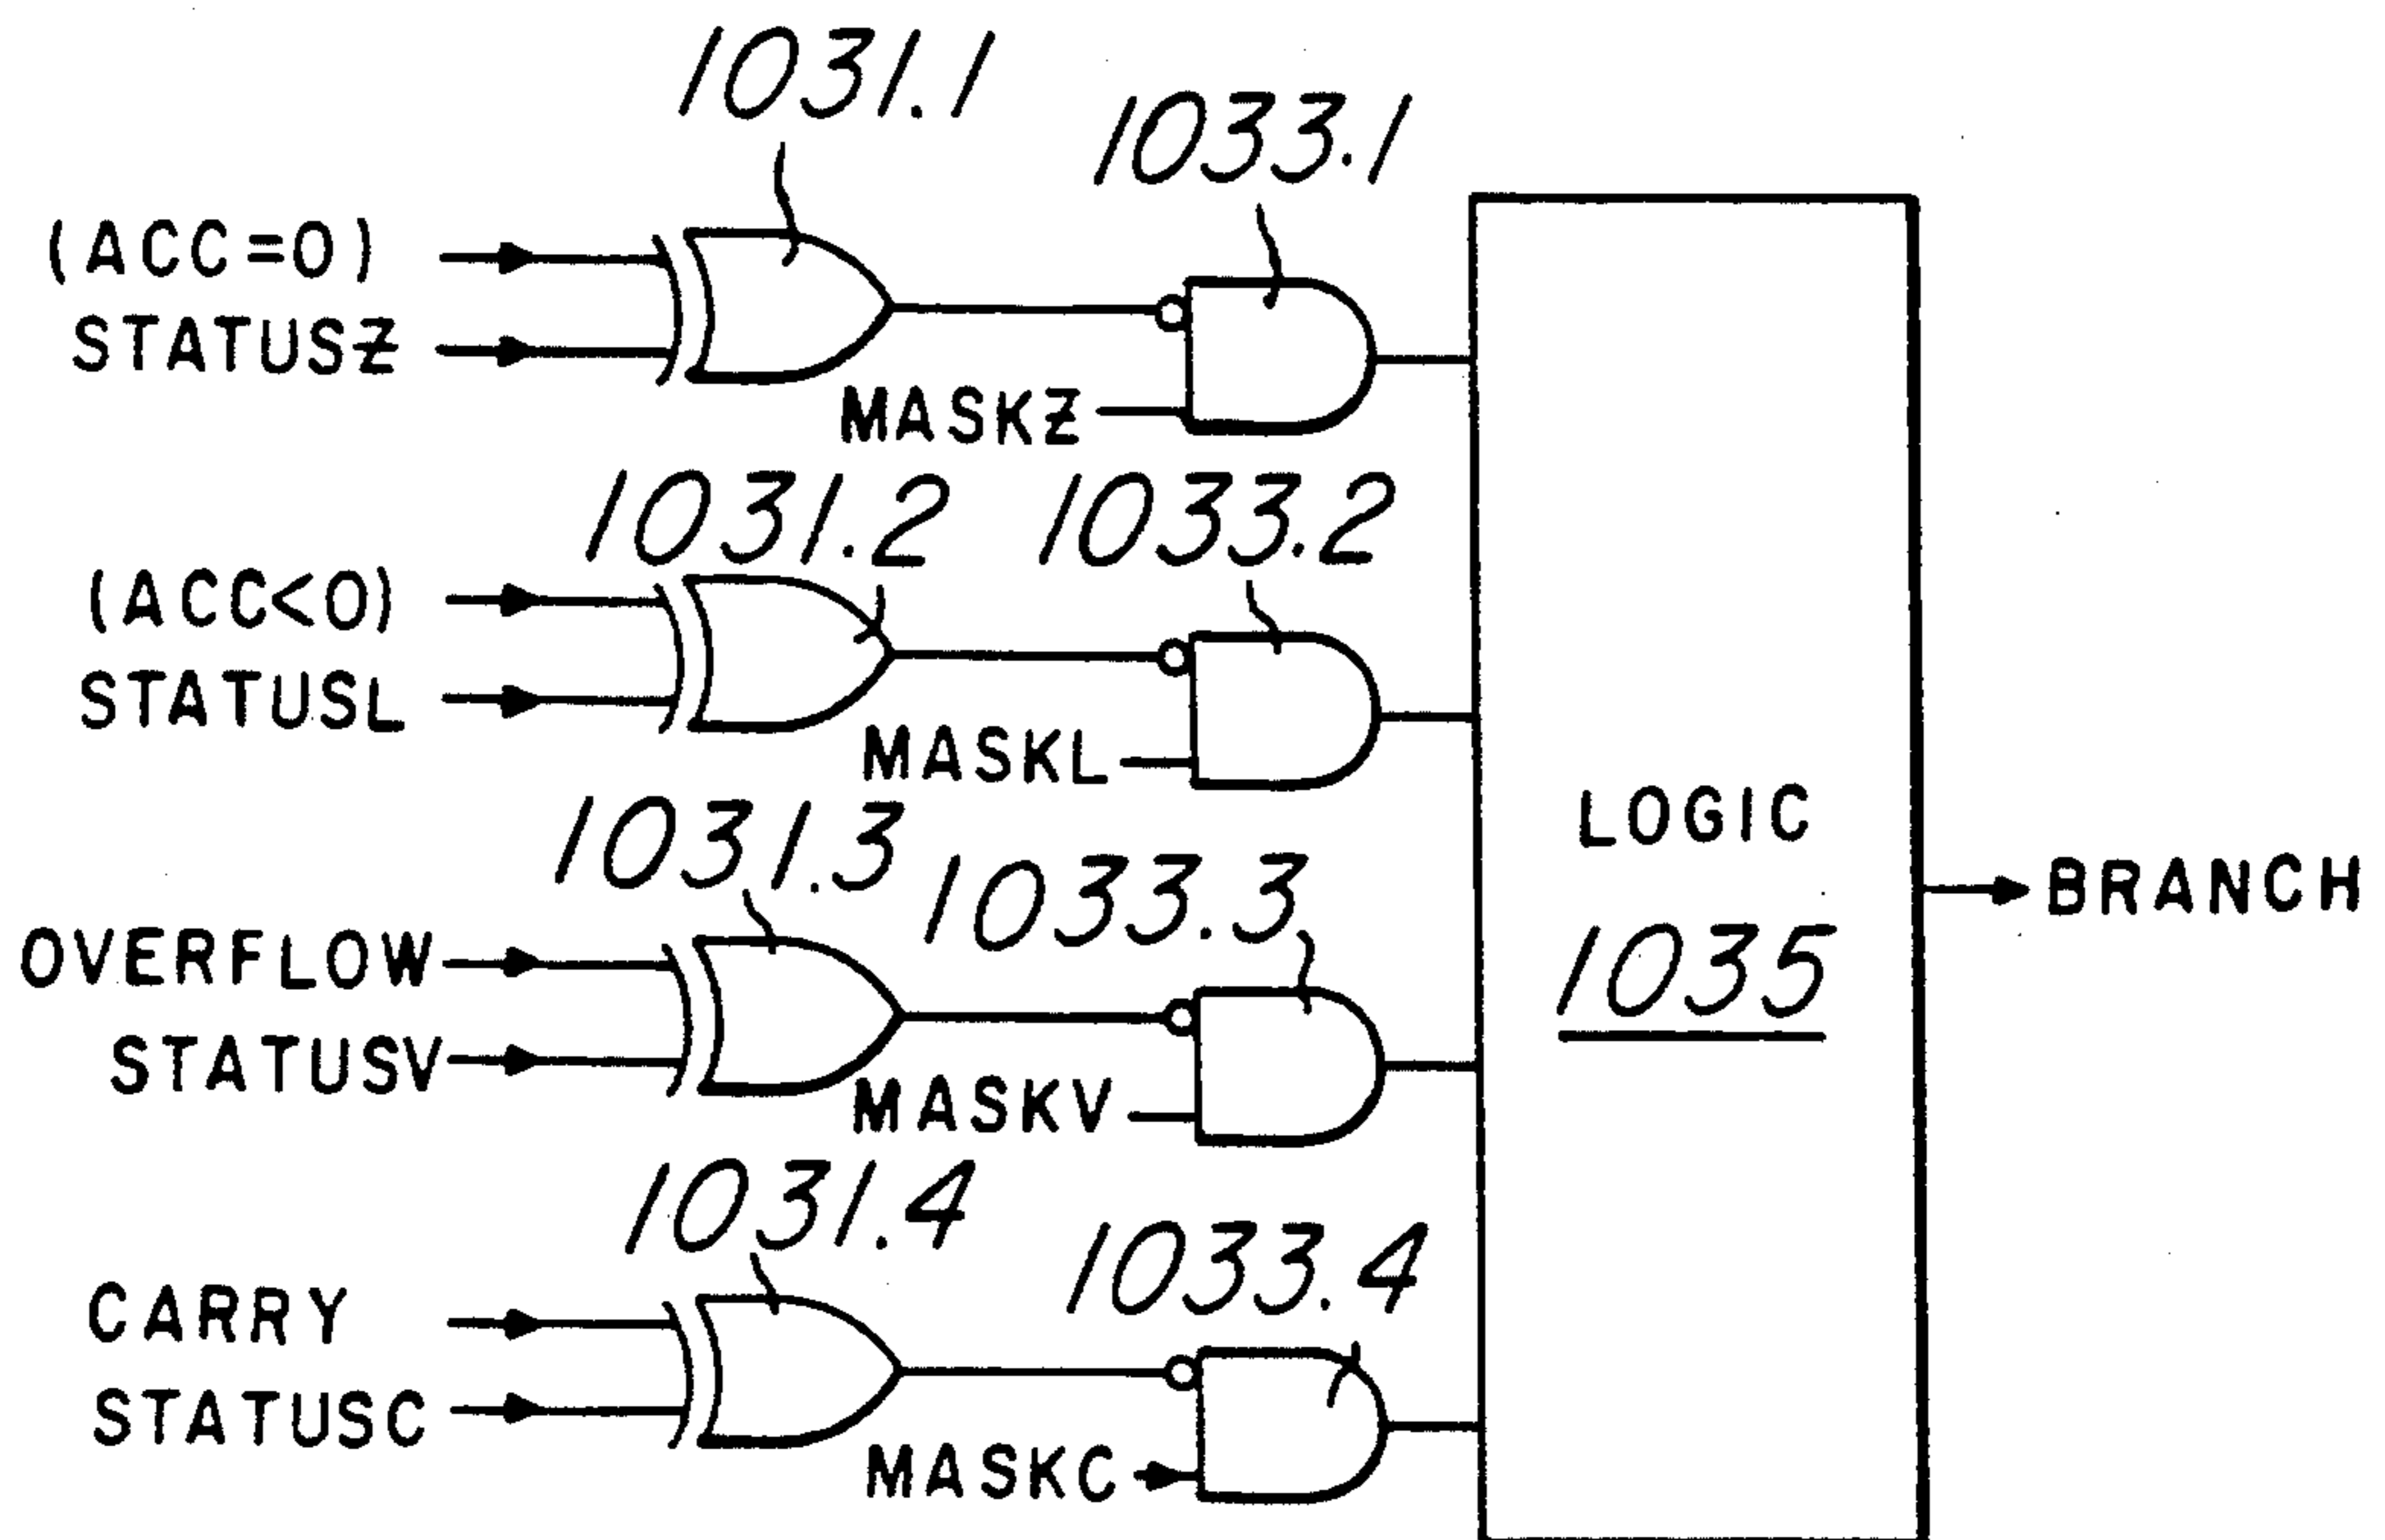 1031.1
1033.1
(ACC=0)
STATUSZ
MASKZ
1031.2
1033.2
(ACC<0)
STATUSL
MASKL
1031.3
1033.3
OVERFLOW
STATUSV
MASKV
1031.4
1033.4
CARRY
STATUSC
MASKC
LOGIC
1035
BRANCH